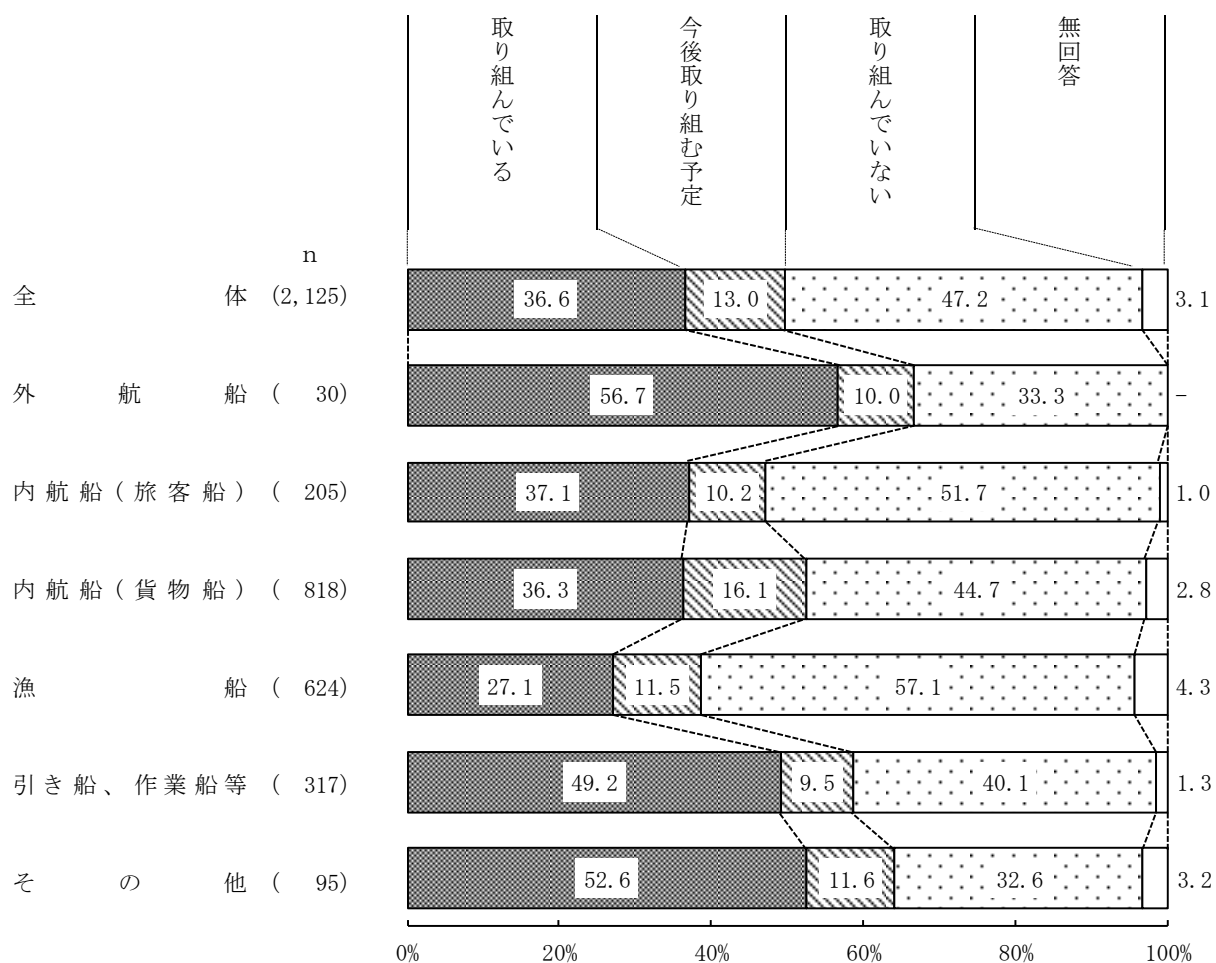 取り組んでいる
今後取り組む予定
取り組んでいない
無回答
n
全体 (2,125) 36.6 13.0 47.2 3.1
外航船 ( 30) 56.7 10.0 33.3 -
内航船(旅客船) ( 205) 37.1 10.2 51.7 1.0
内航船(貨物船) ( 818) 36.3 16.1 44.7 2.8
漁船 ( 624) 27.1 11.5 57.1 4.3
引き船、作業船等 ( 317) 49.2 9.5 40.1 1.3
その他 ( 95) 52.6 11.6 32.6 3.2
0% 20% 40% 60% 80% 100%